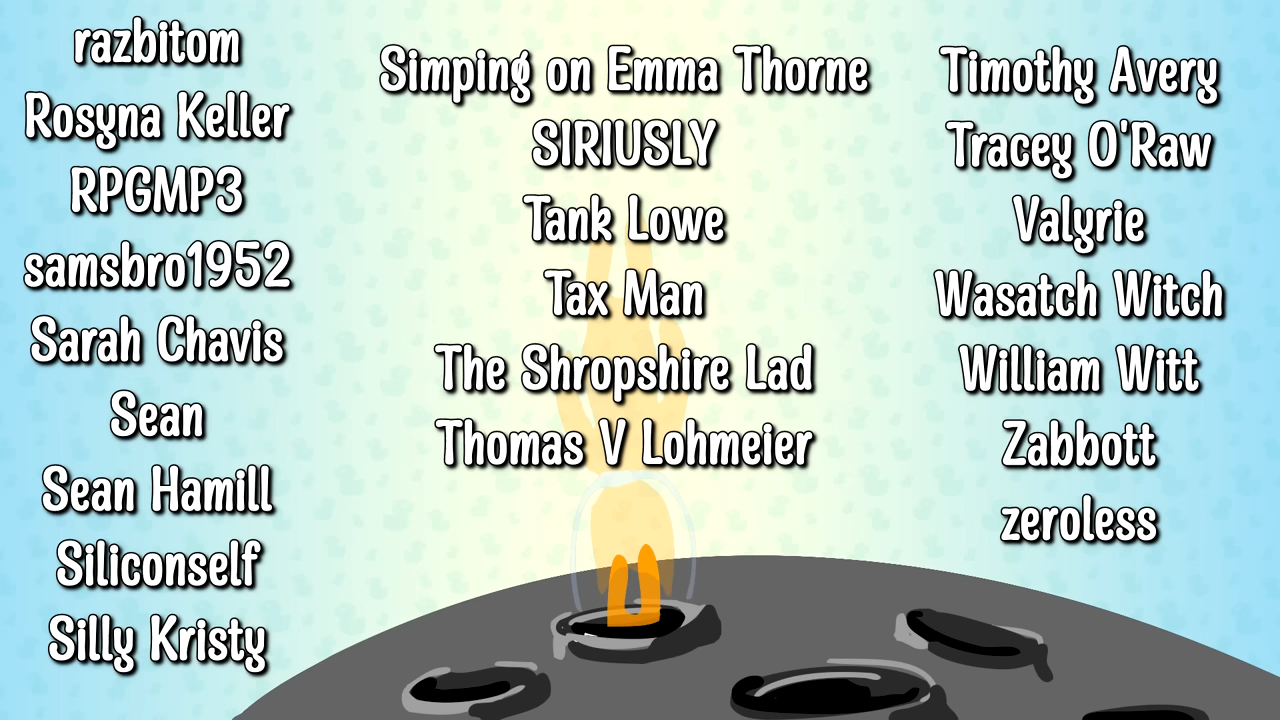 razbitom
Rosyna Keller
RPGMP3
samsbro1952
Sarah Chavis
Sean
Sean Hamill
Siliconself
Silly Kristy
Simping on Emma Thorne
SIRIUSLY
Tank Lowe
Tax Man
The Shropshire Lad
Thomas V Lohmeier
Timothy Avery
Tracey O'Raw
Valyrie
Wasatch Witch
William Witt
Zabbott
zeroless